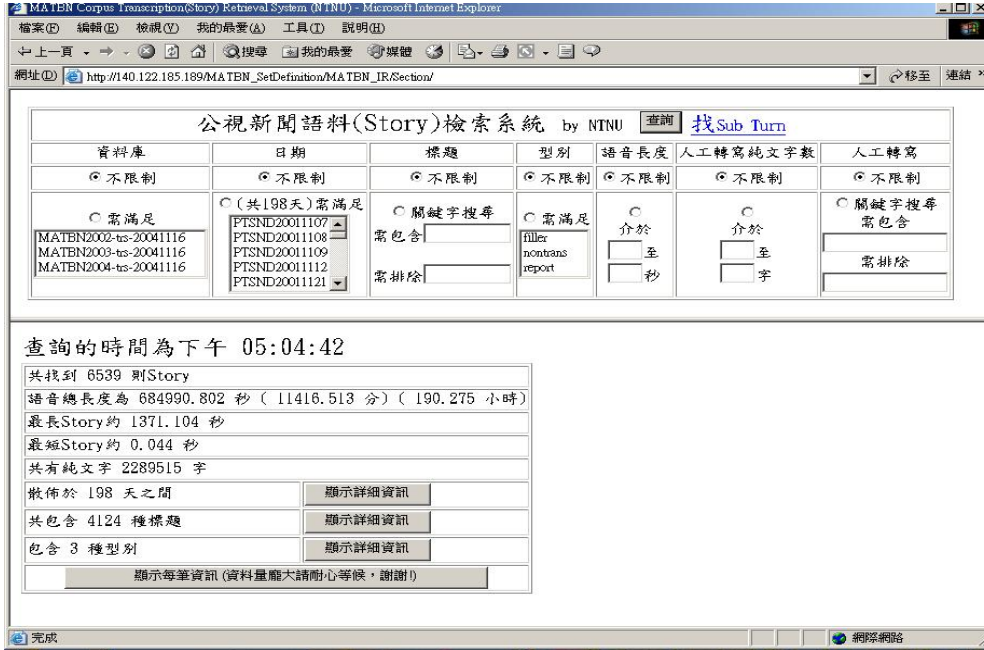 MATBN Corpus Transcription(Story) Retrieval System (NTNU) - Microsoft Internet Explorer
檔案(F) 編輯(E) 檢視(V) 我的最愛(A) 工具(T) 說明(H)
上一頁 搜尋 我的最愛 媒體
網址(D) http://140.122.185.189/MATBN_SetDefinition/MATBN_IR/Section/ 移至 連結 »
公視新聞語料(Story)檢索系統 by NTNU 查詢 找Sub Turn
資料庫 日期 標題 型別 語音長度 人工轉寫純文字數 人工轉寫
不限制 不限制 不限制 不限制 不限制 不限制 不限制
需滿足
MATBN2002-trs-20041116
MATBN2003-trs-20041116
MATBN2004-trs-20041116
(共198天)需滿足
PTSND20011107
PTSND20011108
PTSND20011109
PTSND20011112
PTSND20011121
關鍵字搜尋
需包含
需排除
需滿足
filler
nontrans
report
介於
至
秒
介於
至
字
關鍵字搜尋
需包含
需排除
查詢的時間為下午 05:04:42
共找到 6539 則Story
語音總長度為 684990.802 秒 ( 11416.513 分) ( 190.275 小時)
最長Story約 1371.104 秒
最短Story約 0.044 秒
共有純文字 2289515 字
散佈於 198 天之間 顯示詳細資訊
共包含 4124 種標題 顯示詳細資訊
包含 3 種型別 顯示詳細資訊
顯示每筆資訊 (資料量龐大請耐心等候，謝謝!)
完成 網際網路